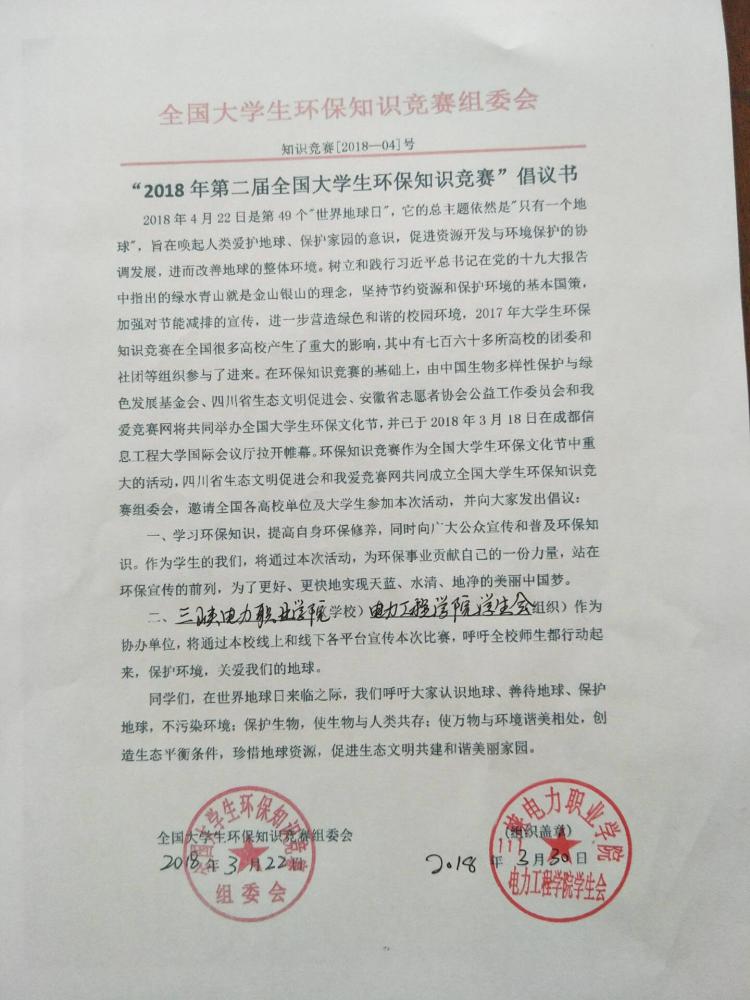 全国大学生环保知识竞赛组委会
知识竞赛[2018—04]号
“2018 年第二届全国大学生环保知识竞赛”倡议书
2018 年 4 月 22 日是第 49 个"世界地球日"，它的总主题依然是"只有一个地
球"，旨在唤起人类爱护地球、保护家园的意识，促进资源开发与环境保护的协
调发展，进而改善地球的整体环境。树立和践行习近平总书记在党的十九大报告
中指出的绿水青山就是金山银山的理念，坚持节约资源和保护环境的基本国策，
加强对节能减排的宣传，进一步营造绿色和谐的校园环境，2017 年大学生环保
知识竞赛在全国很多高校产生了重大的影响,其中有七百六十多所高校的团委和
社团等组织参与了进来。在环保知识竞赛的基础上，由中国生物多样性保护与绿
色发展基金会、四川省生态文明促进会、安徽省志愿者协会公益工作委员会和我
爱竞赛网将共同举办全国大学生环保文化节,并已于 2018 年 3 月 18 日在成都信
息工程大学国际会议厅拉开帷幕。环保知识竞赛作为全国大学生环保文化节中重
大的活动,四川省生态文明促进会和我爱竞赛网共同成立全国大学生环保知识竞
赛组委会，邀请全国各高校单位及大学生参加本次活动，并向大家发出倡议：
一、学习环保知识，提高自身环保修养，同时向广大公众宣传和普及环保知
识。作为学生的我们，将通过本次活动，为环保事业贡献自己的一份力量，站在
环保宣传的前列，为了更好、更快地实现天蓝、水清、地净的美丽中国梦。
二、三峡电力职业学院学校）电力工程学院学生会组织）作为
协办单位，将通过本校线上和线下各平台宣传本次比赛，呼吁全校师生都行动起
来，保护环境，关爱我们的地球。
同学们，在世界地球日来临之际，我们呼吁大家认识地球、善待地球、保护
地球，不污染环境；保护生物，使生物与人类共存；使万物与环境谐美相处，创
造生态平衡条件，珍惜地球资源，促进生态文明共建和谐美丽家园。
全国大学生环保知识竞赛组委会
2018 年 3 月 22 日
全国大学生环保知识竞赛
组委会
(组织盖章)
2018 年 3 月 30 日
三峡电力职业学院
电力工程学院学生会